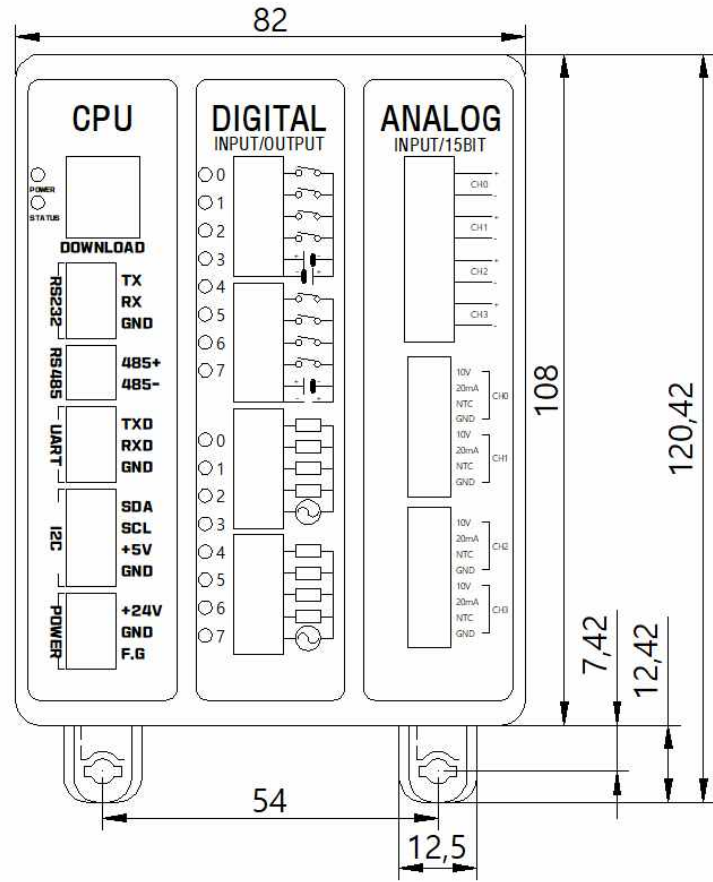 82
CPU
POWER
STATUS
DOWNLOAD
RS232
TX
RX
GND
RS485
485+
485-
UART
TXD
RXD
GND
I2C
SDA
SCL
+5V
GND
POWER
+24V
GND
F.G
DIGITAL
INPUT/OUTPUT
0
1
2
3
4
5
6
7
0
1
2
3
4
5
6
7
ANALOG
INPUT/15BIT
+
CH0
-
+
CH1
-
+
CH2
-
+
CH3
-
10V
20mA
NTC
GND
CH0
10V
20mA
NTC
GND
CH1
10V
20mA
NTC
GND
CH2
10V
20mA
NTC
GND
CH3
108
120,42
7,42
12,42
54
12,5